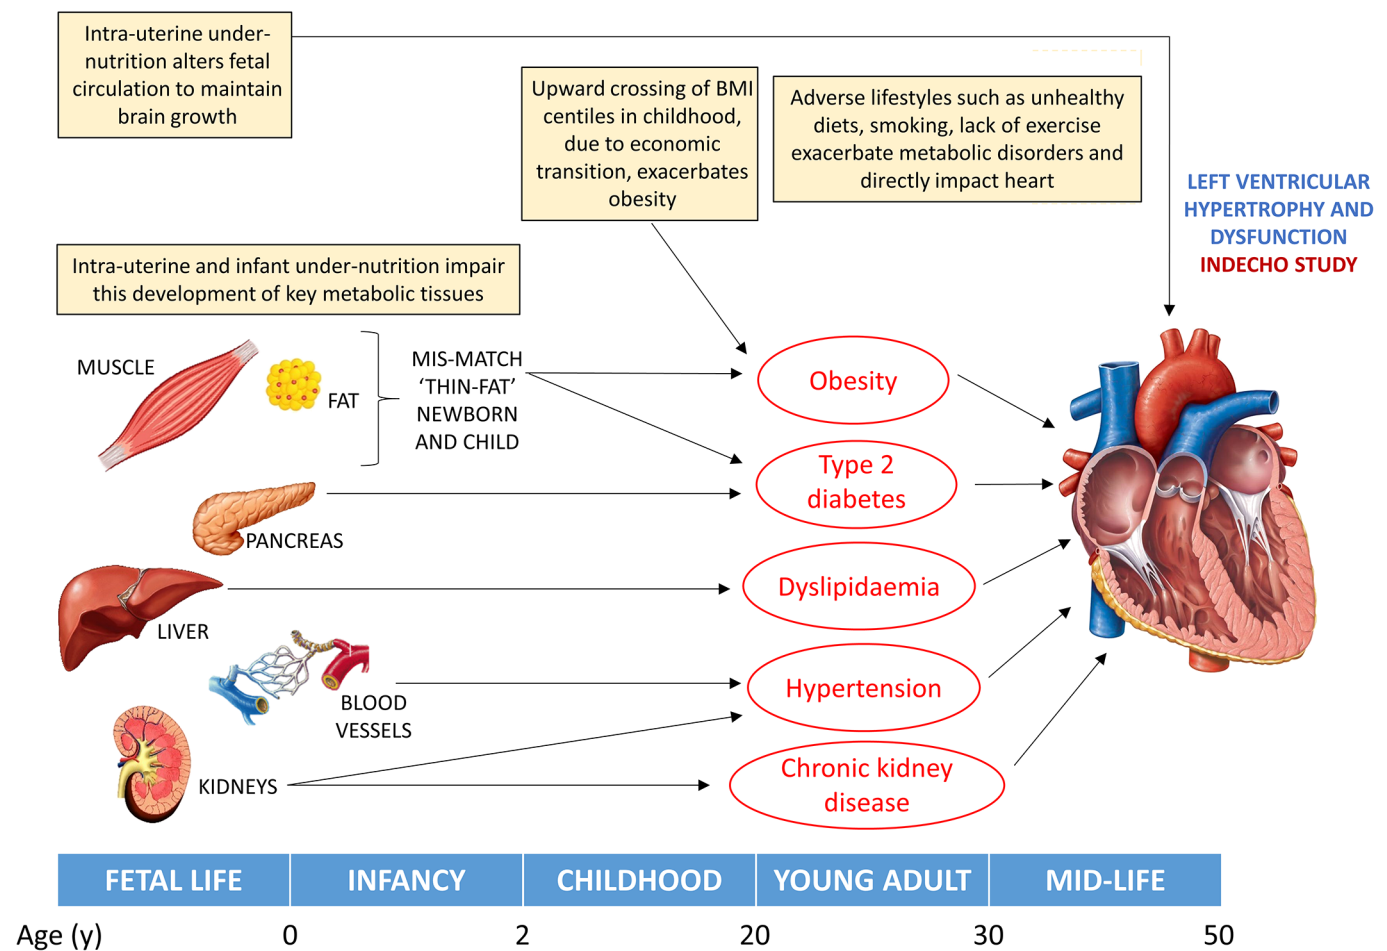 Intra-uterine under-
nutrition alters fetal
circulation to maintain
brain growth
Upward crossing of BMI
centiles in childhood,
due to economic
transition, exacerbates
obesity
Adverse lifestyles such as unhealthy
diets, smoking, lack of exercise
exacerbate metabolic disorders and
directly impact heart
LEFT VENTRICULAR
HYPERTROPHY AND
DYSFUNCTION
INDECHO STUDY
Intra-uterine and infant under-nutrition impair
this development of key metabolic tissues
MUSCLE
FAT
MIS-MATCH
‘THIN-FAT’
NEWBORN
AND CHILD
Obesity
Type 2
diabetes
PANCREAS
Dyslipidaemia
LIVER
Hypertension
BLOOD
VESSELS
KIDNEYS
Chronic kidney
disease
FETAL LIFE INFANCY CHILDHOOD YOUNG ADULT MID-LIFE
Age (y) 0 2 20 30 50